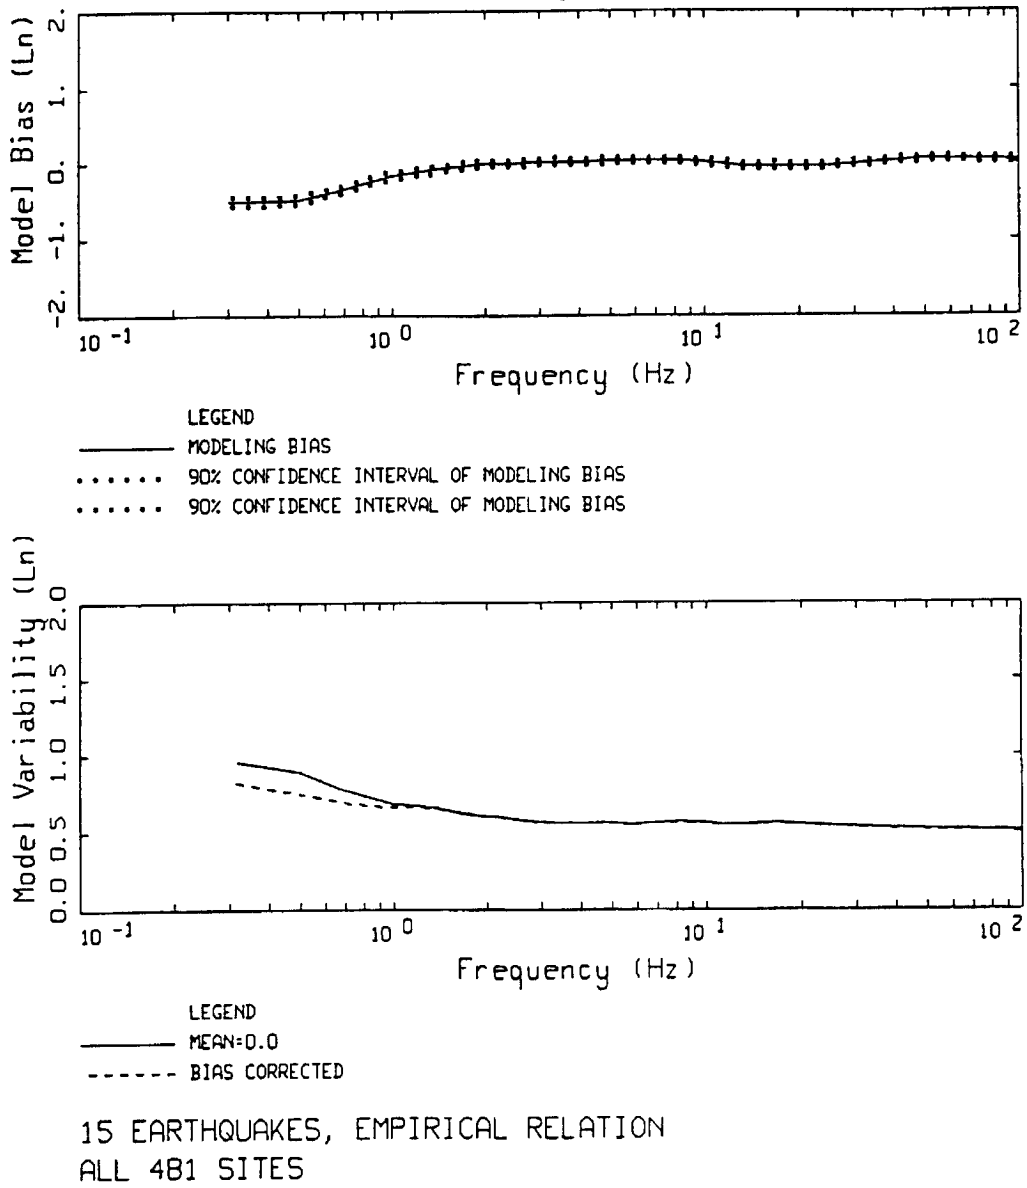 Model Bias (Ln)
2.
1.
0.
-1.
-2.
10 -1
10 0
10 1
10 2
Frequency (Hz)
LEGEND
MODELING BIAS
90% CONFIDENCE INTERVAL OF MODELING BIAS
90% CONFIDENCE INTERVAL OF MODELING BIAS
Model Variability (Ln)
2.0
1.5
1.0
0.5
0.0
10 -1
10 0
10 1
10 2
Frequency (Hz)
LEGEND
MEAN=0.0
BIAS CORRECTED
15 EARTHQUAKES, EMPIRICAL RELATION
ALL 481 SITES